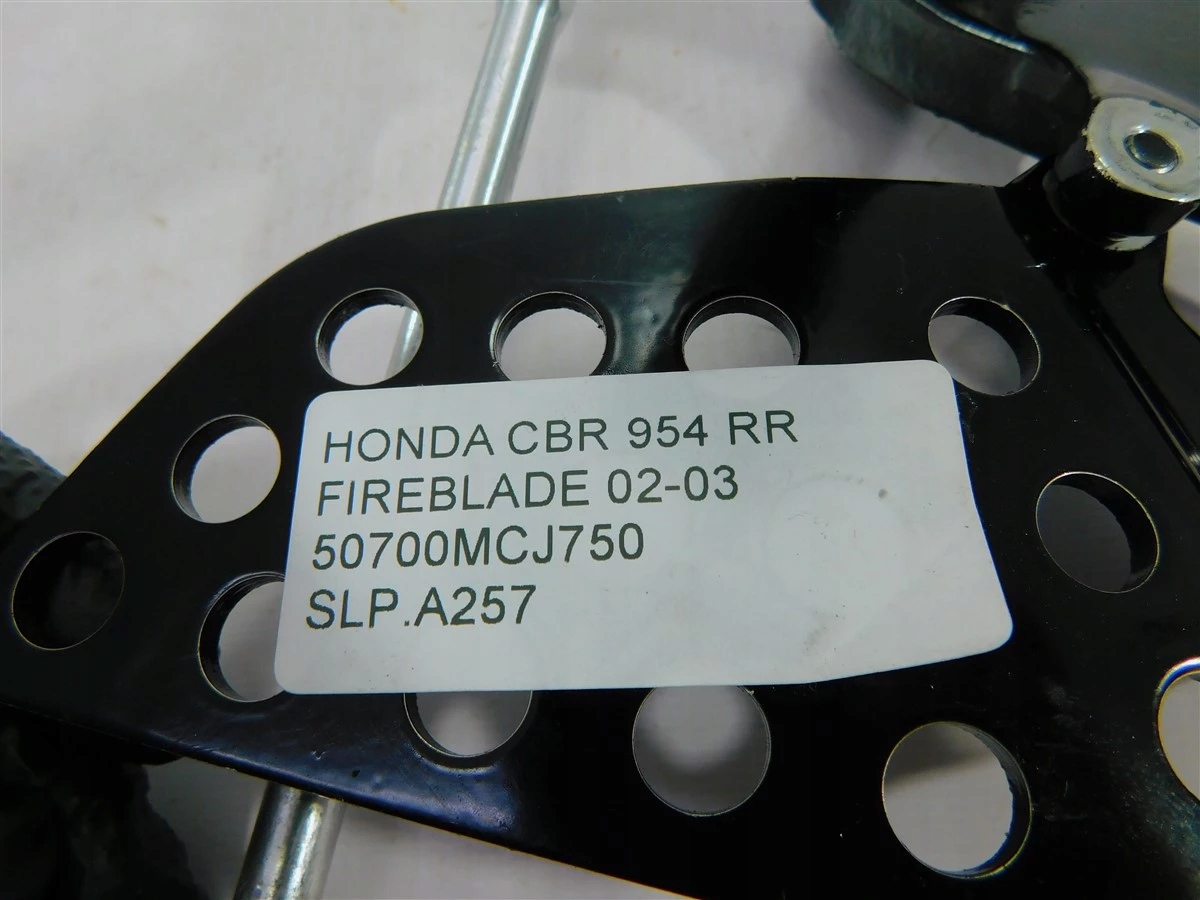 HONDA CBR 954 RR
FIREBLADE 02-03
50700MCJ750
SLP.A257